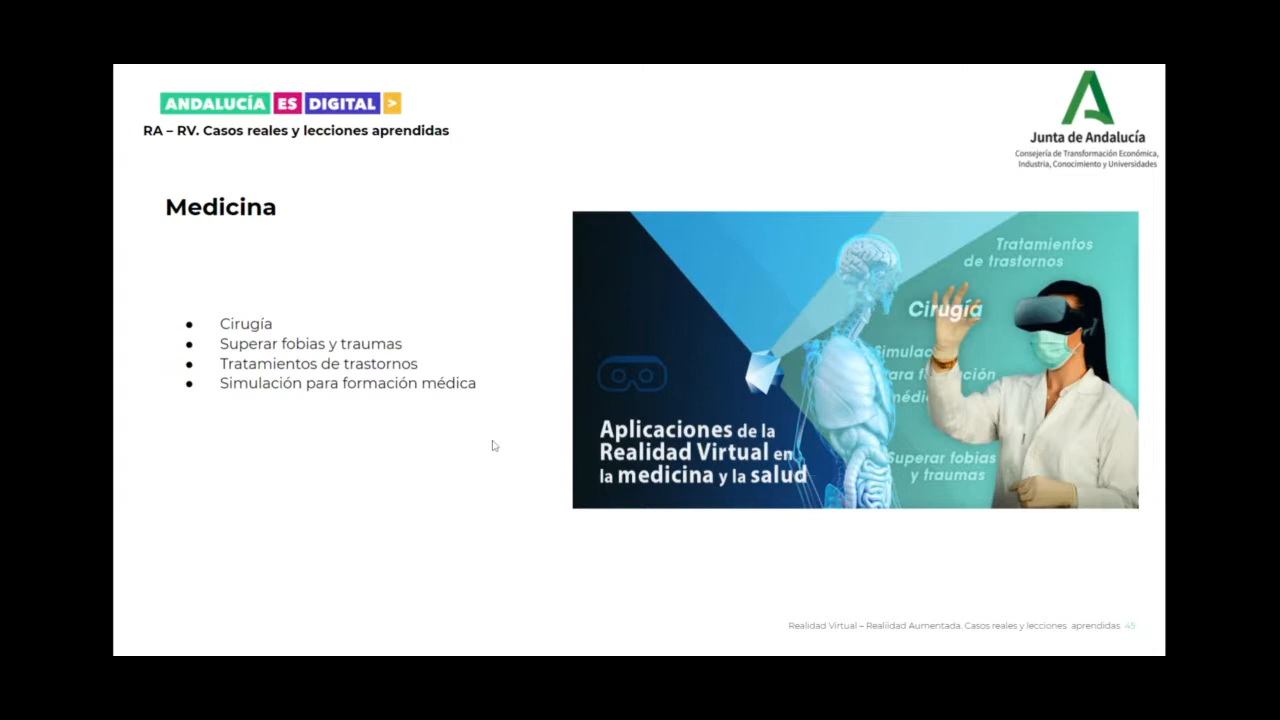 ANDALUCÍA ES DIGITAL >
RA – RV. Casos reales y lecciones aprendidas
Junta de Andalucía
Consejería de Transformación Económica,
Industria, Conocimiento y Universidades
Medicina
● Cirugía
● Superar fobias y traumas
● Tratamientos de trastornos
● Simulación para formación médica
Tratamientos
de trastornos
Cirugía
Aplicaciones de la
Realidad Virtual en
la medicina y la salud
Superar fobias
y traumas
Realidad Virtual – Realiidad Aumentada. Casos reales y lecciones aprendidas 45